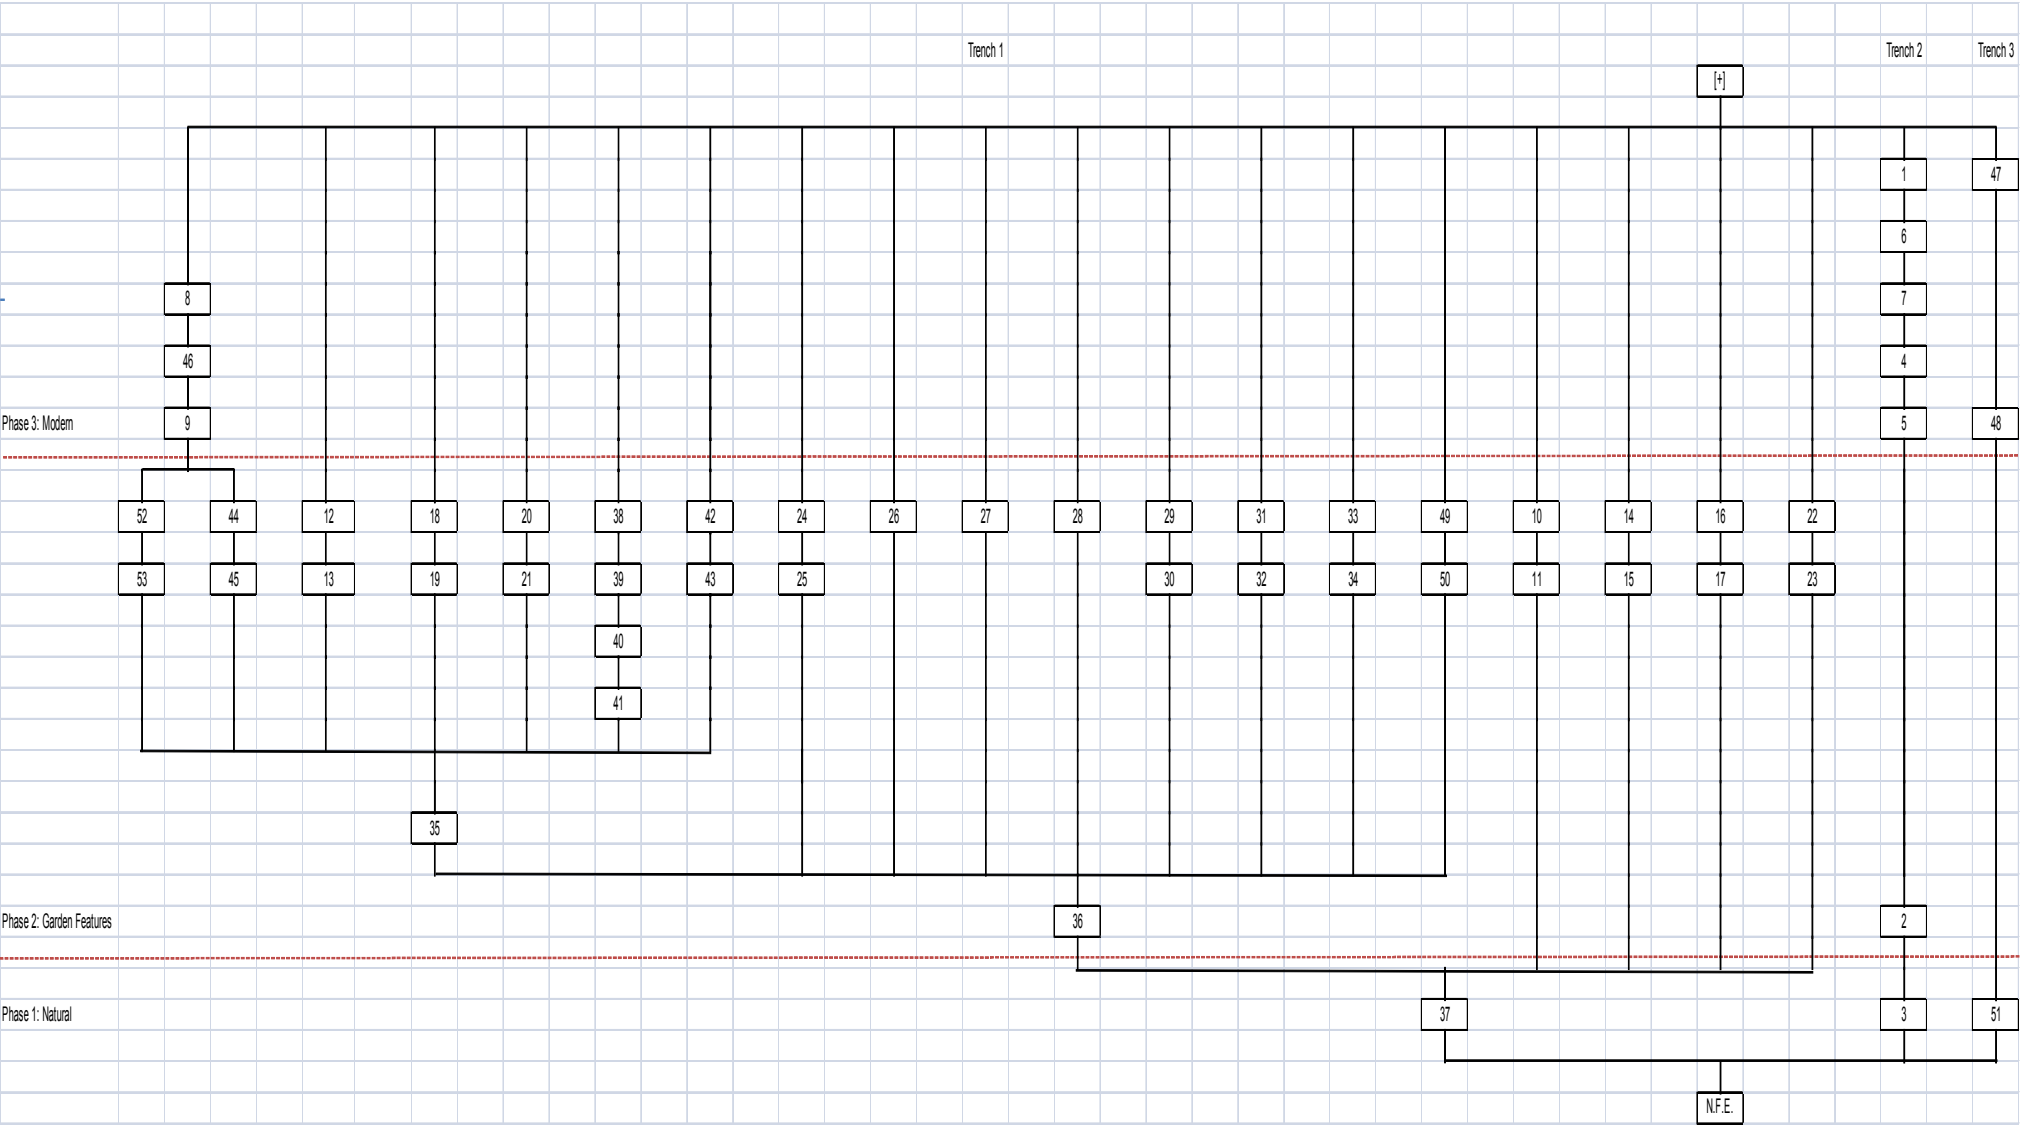 Trench 1 Trench 2 Trench 3
[+]
1 47
6
8 7
46 4
Phase 3: Modern 9 5 48
52 44 12 18 20 38 42 24 26 27 28 29 31 33 49 10 14 16 22
53 45 13 19 21 39 43 25 30 32 34 50 11 15 17 23
40
41
35
Phase 2: Garden Features 36 2
Phase 1: Natural 37 3 51
N.F.E.